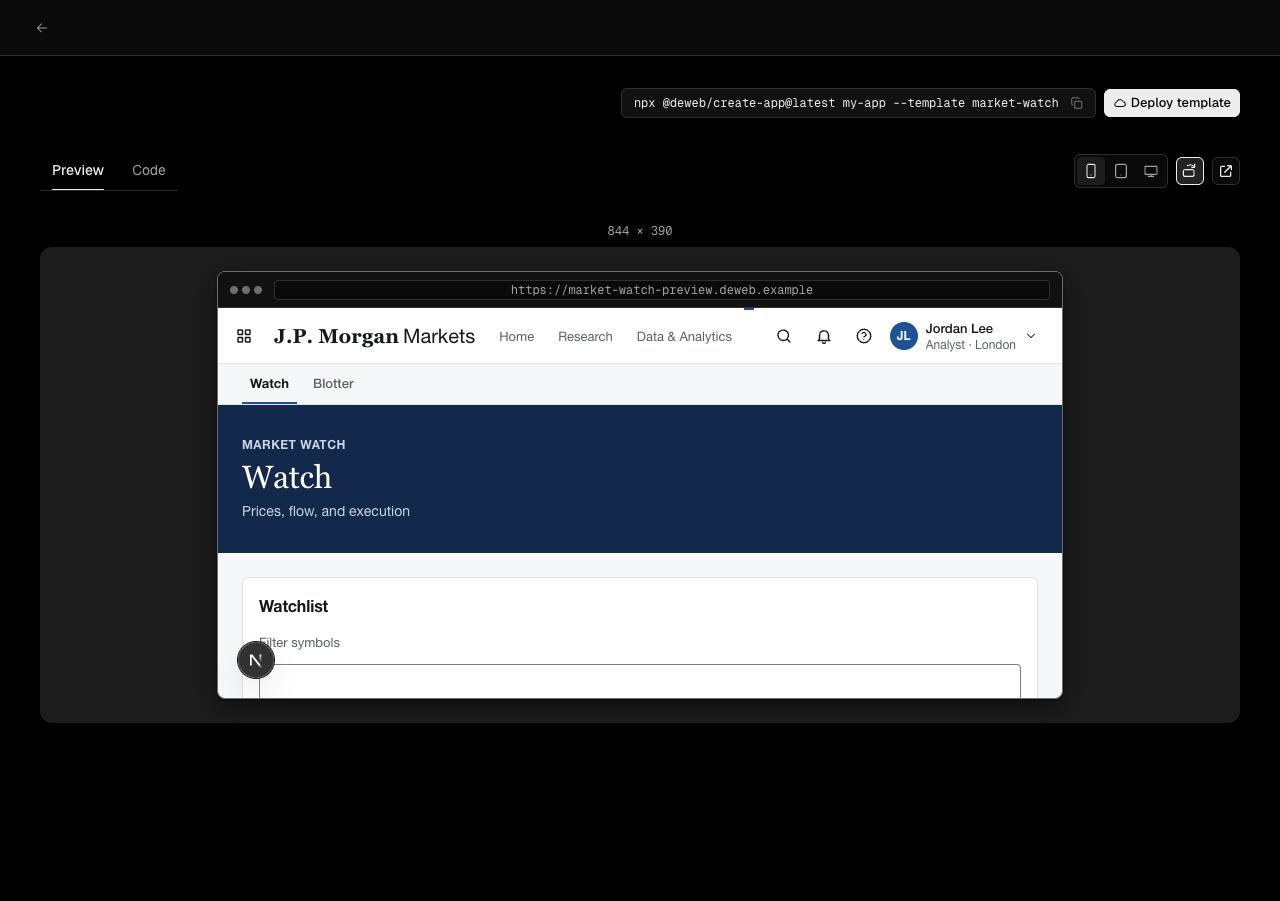 npx @deweb/create-app@latest my-app --template market-watch
Deploy template
Preview
Code
844 × 390
https://market-watch-preview.deweb.example
J.P. Morgan Markets
Home
Research
Data & Analytics
JL
Jordan Lee
Analyst · London
Watch
Blotter
MARKET WATCH
Watch
Prices, flow, and execution
Watchlist
Filter symbols
N